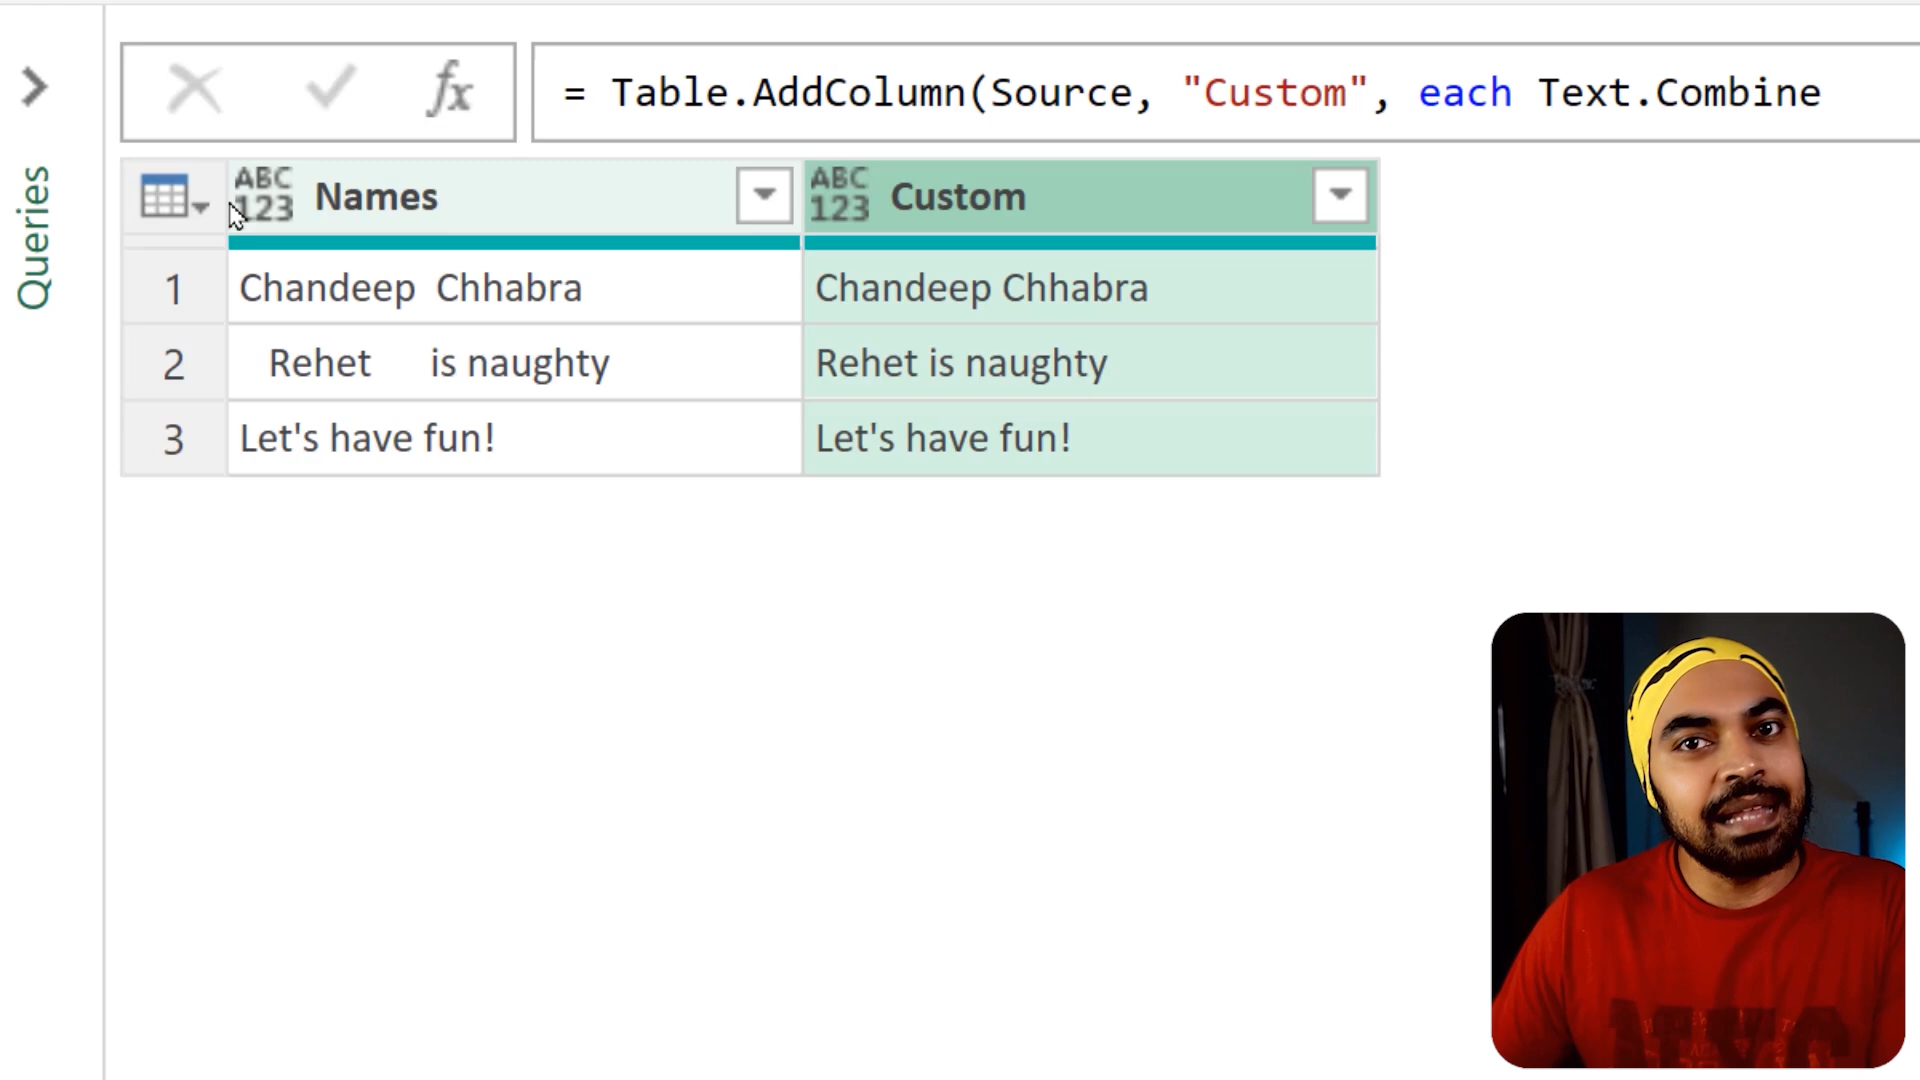 = Table.AddColumn(Source, "Custom", each Text.Combine
Queries
ABC 123 Names ABC 123 Custom
1 Chandeep  Chhabra Chandeep Chhabra
2 Rehet      is naughty Rehet is naughty
3 Let's have fun! Let's have fun!